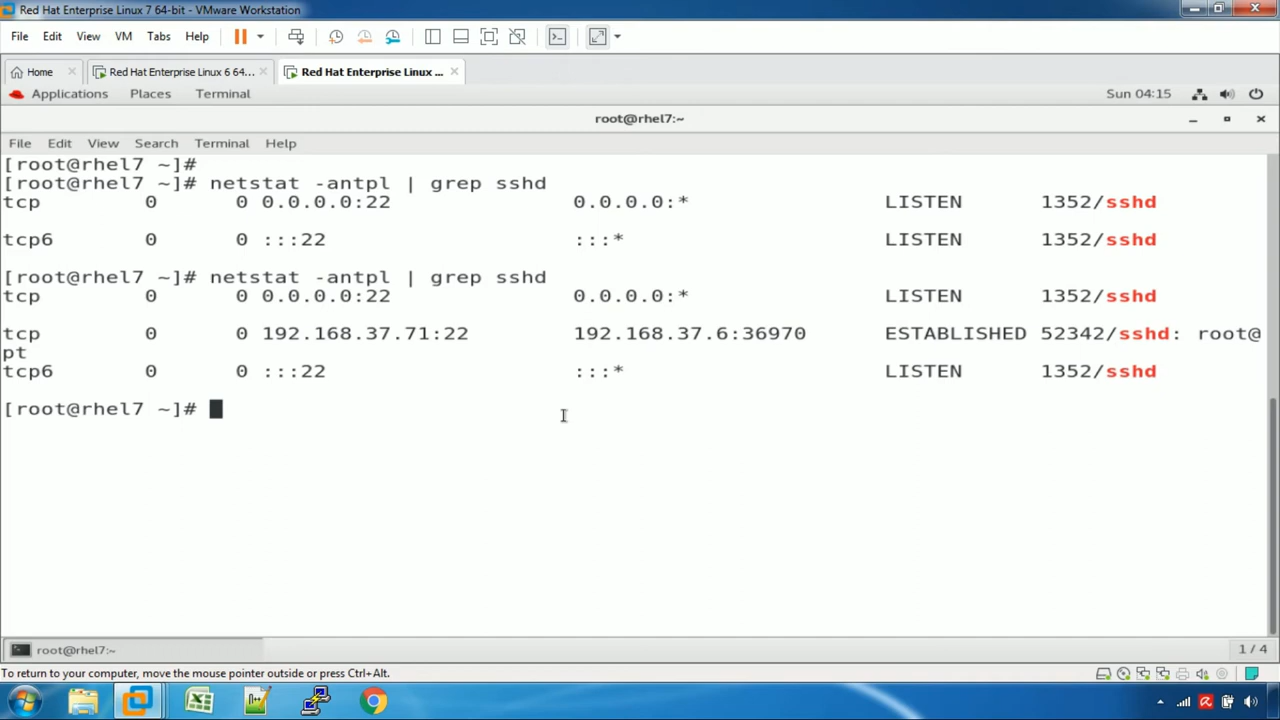 Red Hat Enterprise Linux 7 64-bit - VMware Workstation
File Edit View VM Tabs Help
Home Red Hat Enterprise Linux 6 64... Red Hat Enterprise Linux ...
Applications Places Terminal Sun 04:15
root@rhel7:~
File Edit View Search Terminal Help
[root@rhel7 ~]#
[root@rhel7 ~]# netstat -antpl | grep sshd
tcp 0 0 0.0.0.0:22 0.0.0.0:* LISTEN 1352/sshd
tcp6 0 0 :::22 :::* LISTEN 1352/sshd
[root@rhel7 ~]# netstat -antpl | grep sshd
tcp 0 0 0.0.0.0:22 0.0.0.0:* LISTEN 1352/sshd
tcp 0 0 192.168.37.71:22 192.168.37.6:36970 ESTABLISHED 52342/sshd: root@
pt
tcp6 0 0 :::22 :::* LISTEN 1352/sshd
[root@rhel7 ~]#
root@rhel7:~ 1 / 4
To return to your computer, move the mouse pointer outside or press Ctrl+Alt.